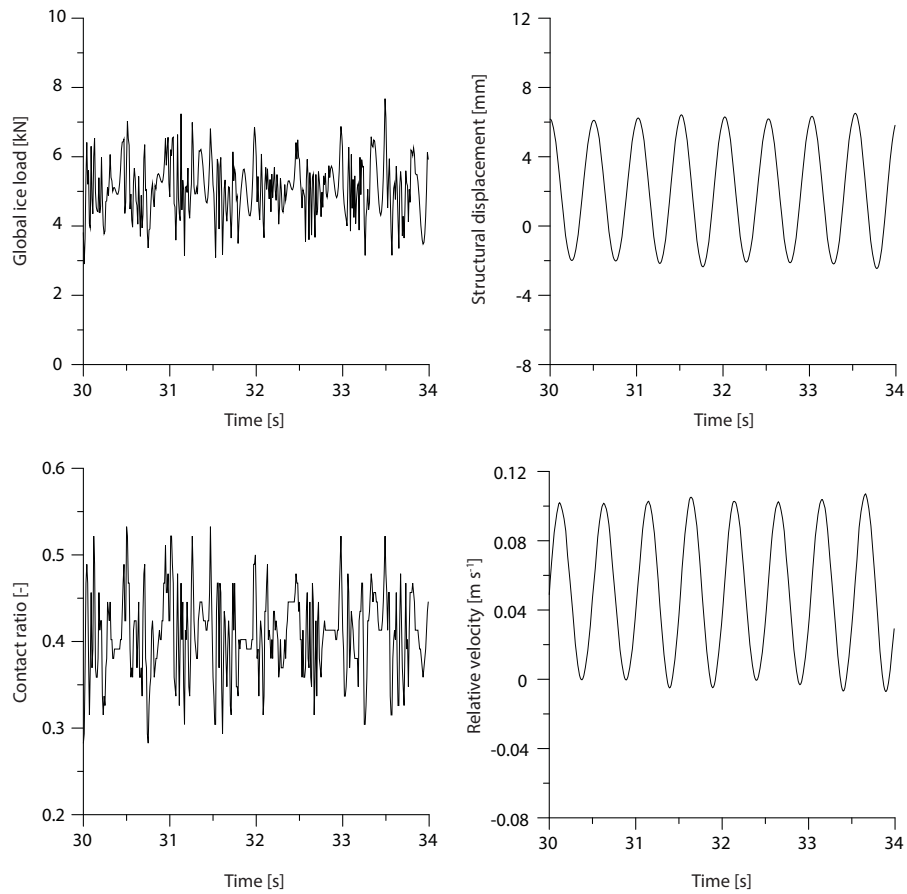 Global ice load [kN]
10
8
6
4
2
0
30 31 32 33 34
Time [s]
Structural displacement [mm]
12
8
4
0
-4
-8
30 31 32 33 34
Time [s]
Contact ratio [-]
0.6
0.5
0.4
0.3
0.2
30 31 32 33 34
Time [s]
Relative velocity [m s⁻¹]
0.12
0.08
0.04
0
-0.04
-0.08
30 31 32 33 34
Time [s]